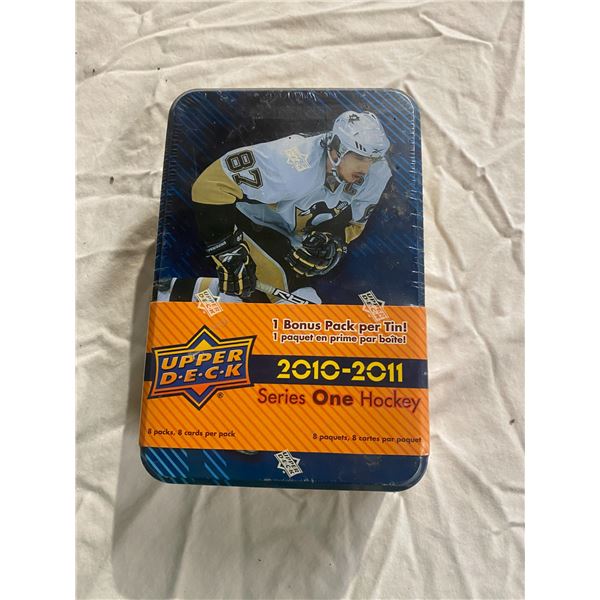 87
1 Bonus Pack per Tin!
1 paquet en prime par boîte!
UPPER
D·E·C·K
®
2010-2011
Series One Hockey
8 packs, 8 cards per pack
8 paquets, 8 cartes par paquet